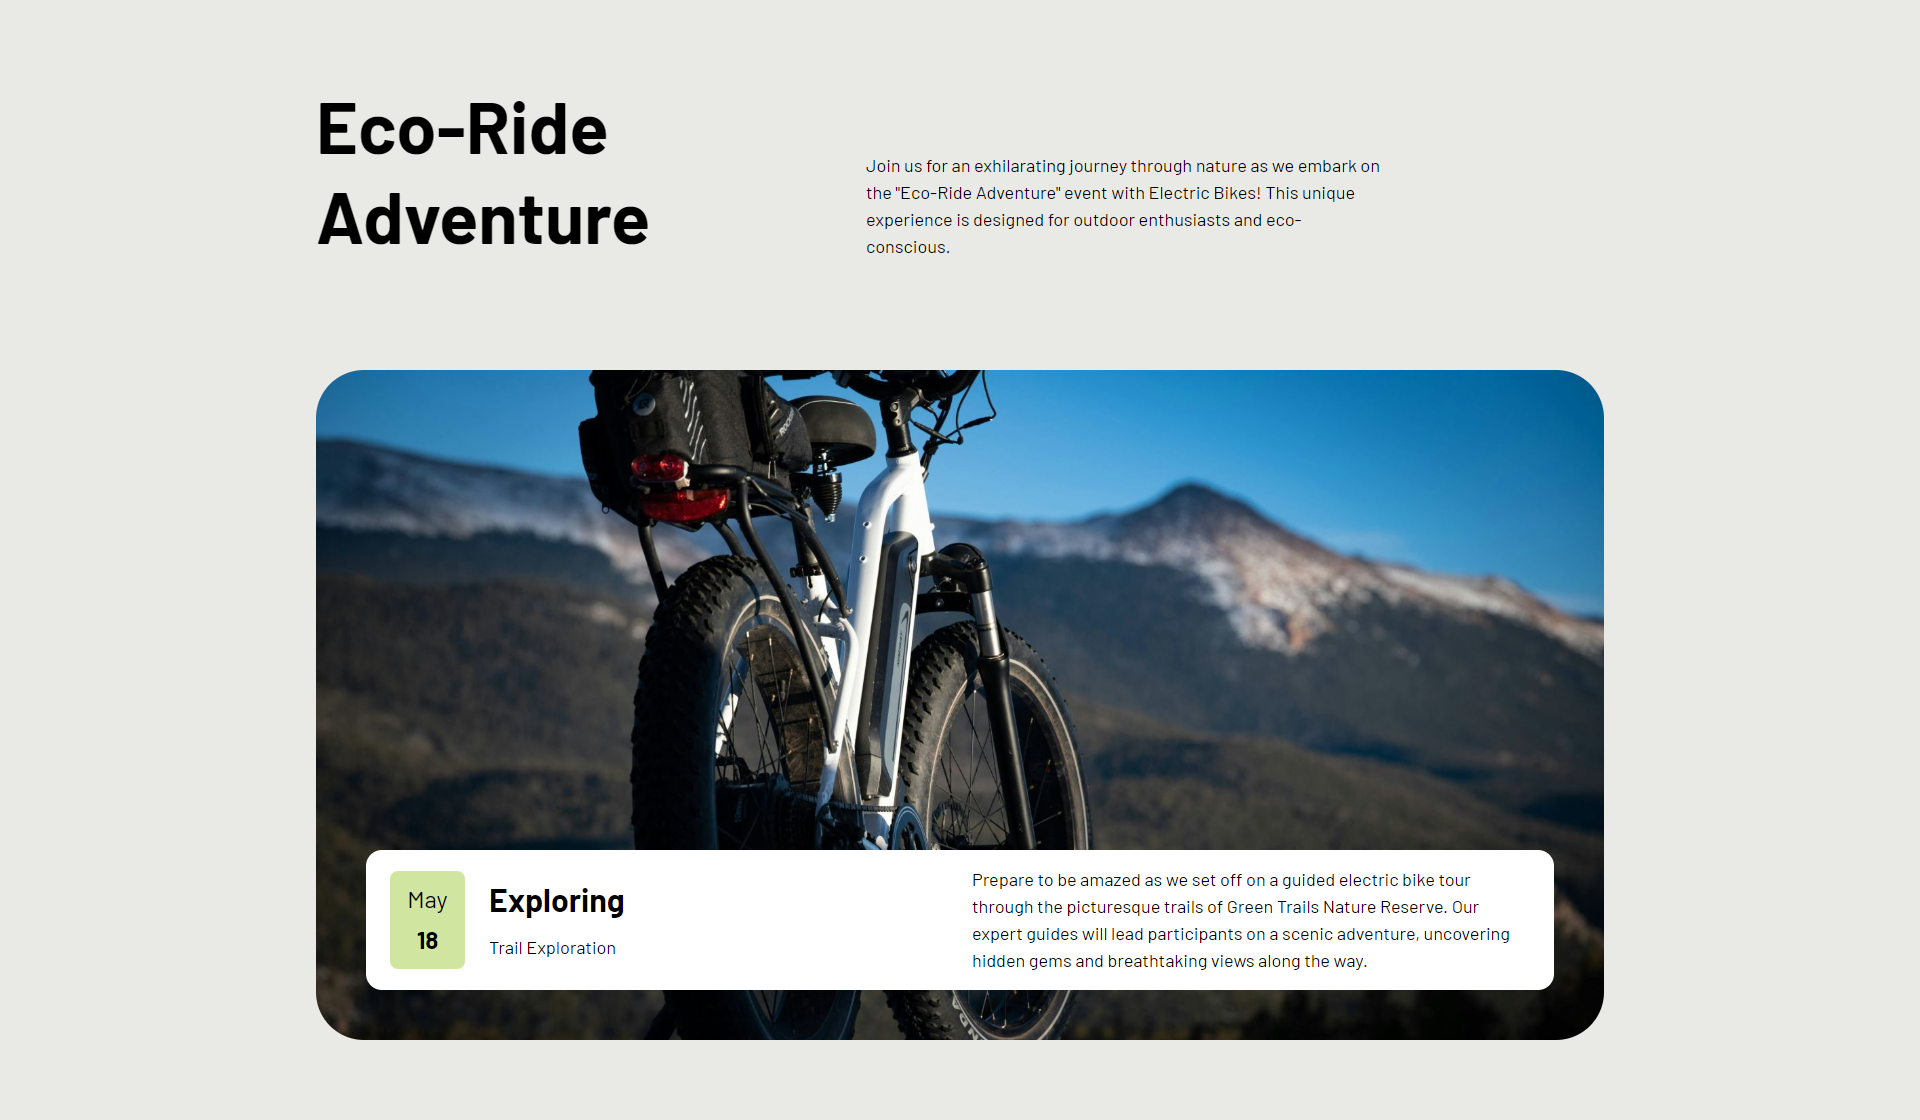 Eco-Ride
Adventure
Join us for an exhilarating journey through nature as we embark on
the "Eco-Ride Adventure" event with Electric Bikes! This unique
experience is designed for outdoor enthusiasts and eco-
conscious.
May
18
Exploring
Trail Exploration
Prepare to be amazed as we set off on a guided electric bike tour
through the picturesque trails of Green Trails Nature Reserve. Our
expert guides will lead participants on a scenic adventure, uncovering
hidden gems and breathtaking views along the way.